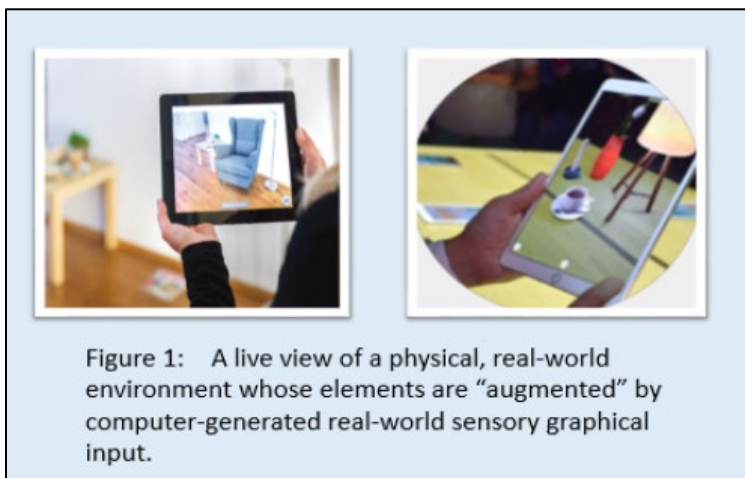 Figure 1: A live view of a physical, real-world
environment whose elements are “augmented” by
computer-generated real-world sensory graphical
input.